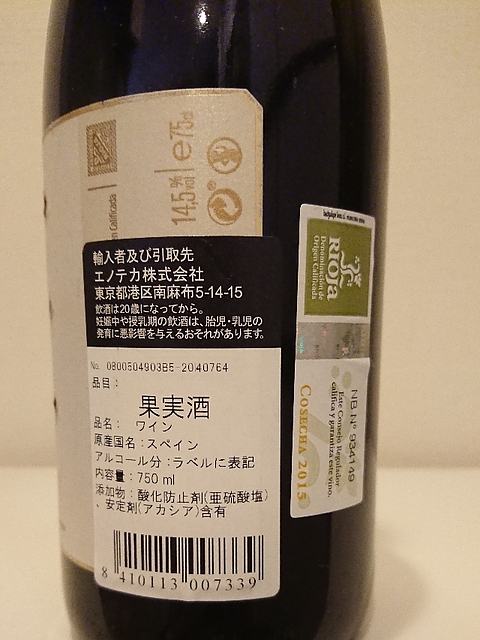 14,5%vol
e75cl
Calificada
輸入者及び引取先
エノテカ株式会社
東京都港区南麻布5-14-15
飲酒は20歳になってから。
妊娠中や授乳期の飲酒は、胎児・乳児の
発育に悪影響を与えるおそれがあります。
No. 0800504903B5-2040764
品目:
果実酒
品名: ワイン
原産国名:スペイン
アルコール分:ラベルに表記
内容量:750 ml
添加物:酸化防止剤(亜硫酸塩)
、安定剤(アカシア)含有
8 410113 007339
RIOJA
Denominación de
Origen Calificada
NB Nº 934149
Este Consejo Regulador
califica y garantiza este vino.
COSECHA 2015